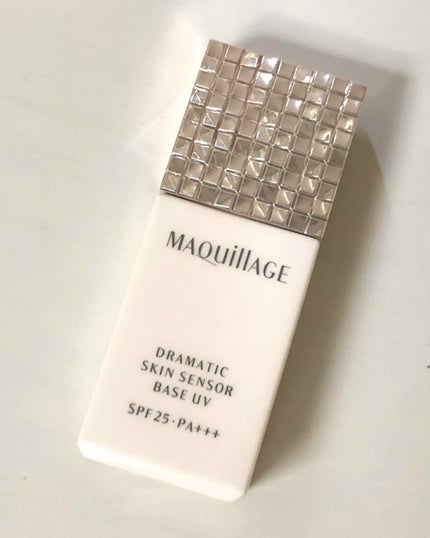 MAQuillAGE
DRAMATIC
SKIN SENSOR
BASE UV
SPF25·PA+++